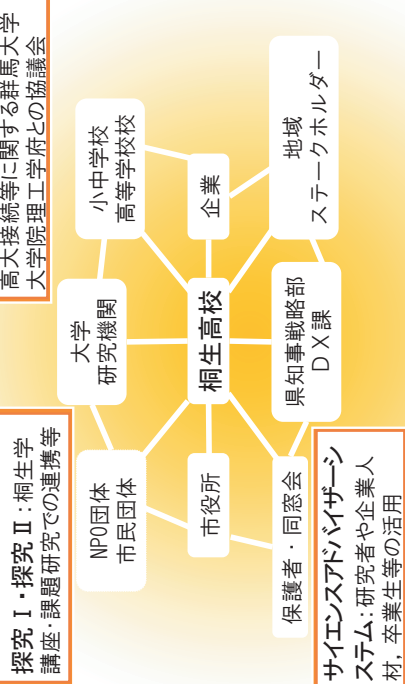 探究Ⅰ・探究Ⅱ：桐生学
講座・課題研究での連携等
高大接続等に関する群馬大学
大学院理工学府との協議会
NPO団体
市民団体
大学
研究機関
小中学校
高等学校校
市役所
桐生高校
企業
保護者・同窓会
県知事戦略部
ＤＸ課
地域
ステークホルダー
サイエンスアドバイザーシ
ステム：研究者や企業人
材，卒業生等の活用